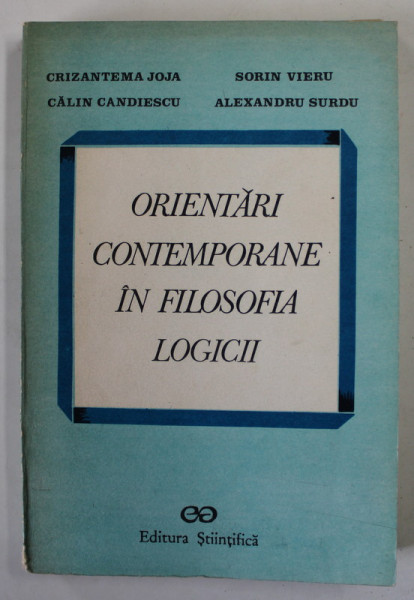 CRIZANTEMA JOJA SORIN VIERU
CĂLIN CANDIESCU ALEXANDRU SURDU
ORIENTĂRI
CONTEMPORANE
ÎN FILOSOFIA
LOGICII
Editura Științifică